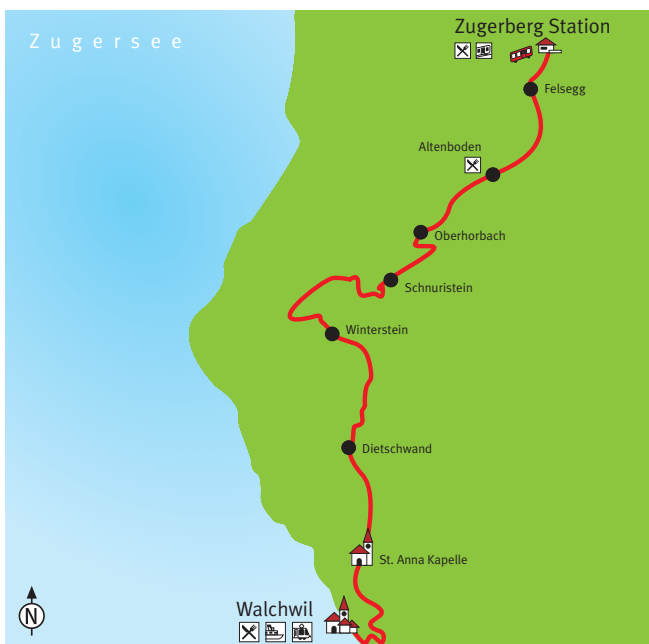 Zugersee
Zugerberg Station
Felsegg
Altenboden
Oberhorbach
Schnuristein
Winterstein
Dietschwand
St. Anna Kapelle
Walchwil
N